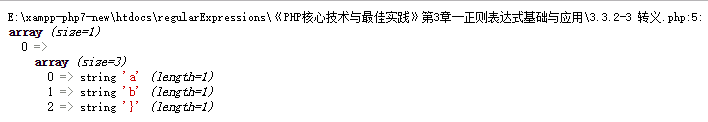 E:\xampp-php7-new\htdocs\regularExpressions\《PHP核心技术与最佳实践》第3章—正则表达式基础与应用\3.3.2-3 转义.php:5:
array (size=1)
0 =>
array (size=3)
0 => string 'a' (length=1)
1 => string 'b' (length=1)
2 => string '}' (length=1)